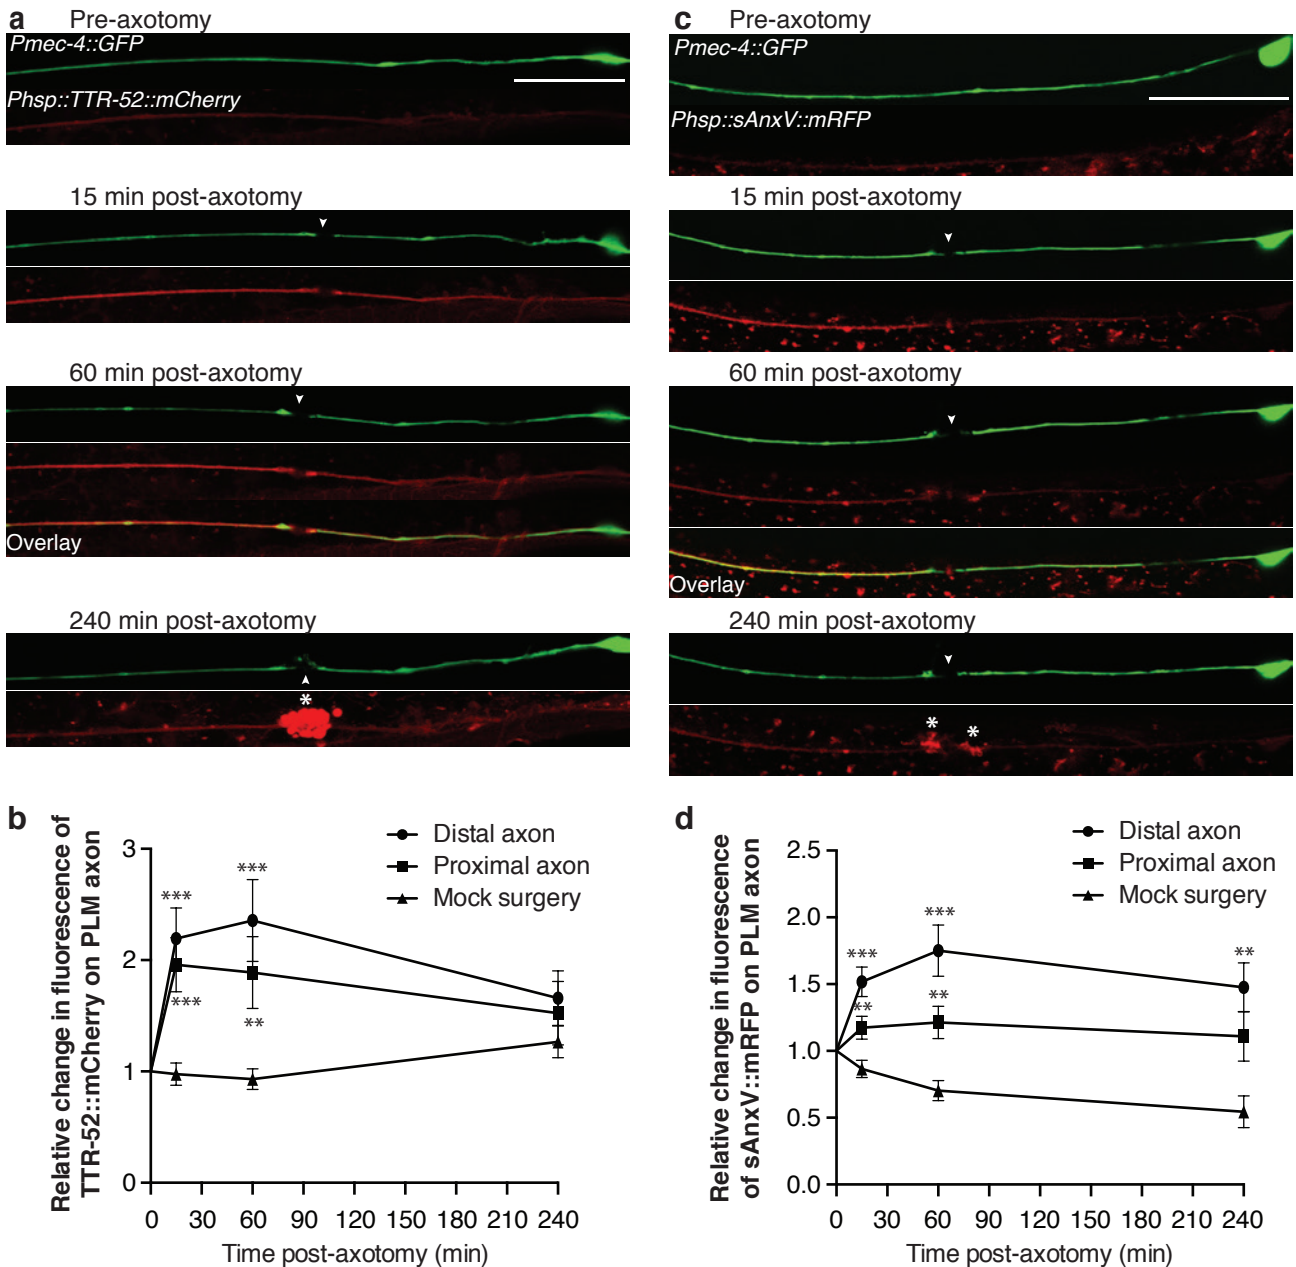 a
Pre-axotomy
Pmec-4::GFP
Phsp::TTR-52::mCherry
15 min post-axotomy
60 min post-axotomy
Overlay
240 min post-axotomy
*
c
Pre-axotomy
Pmec-4::GFP
Phsp::sAnxV::mRFP
15 min post-axotomy
60 min post-axotomy
Overlay
240 min post-axotomy
*
*
b
Relative change in fluorescence of
TTR-52::mCherry on PLM axon
3
2
1
0
Distal axon
Proximal axon
Mock surgery
***
***
***
**
0 30 60 90 120 150 180 210 240
Time post-axotomy (min)
d
Relative change in fluorescence
of sAnxV::mRFP on PLM axon
2.5
2.0
1.5
1.0
0.5
0.0
Distal axon
Proximal axon
Mock surgery
***
***
**
**
**
0 30 60 90 120 150 180 210 240
Time post-axotomy (min)